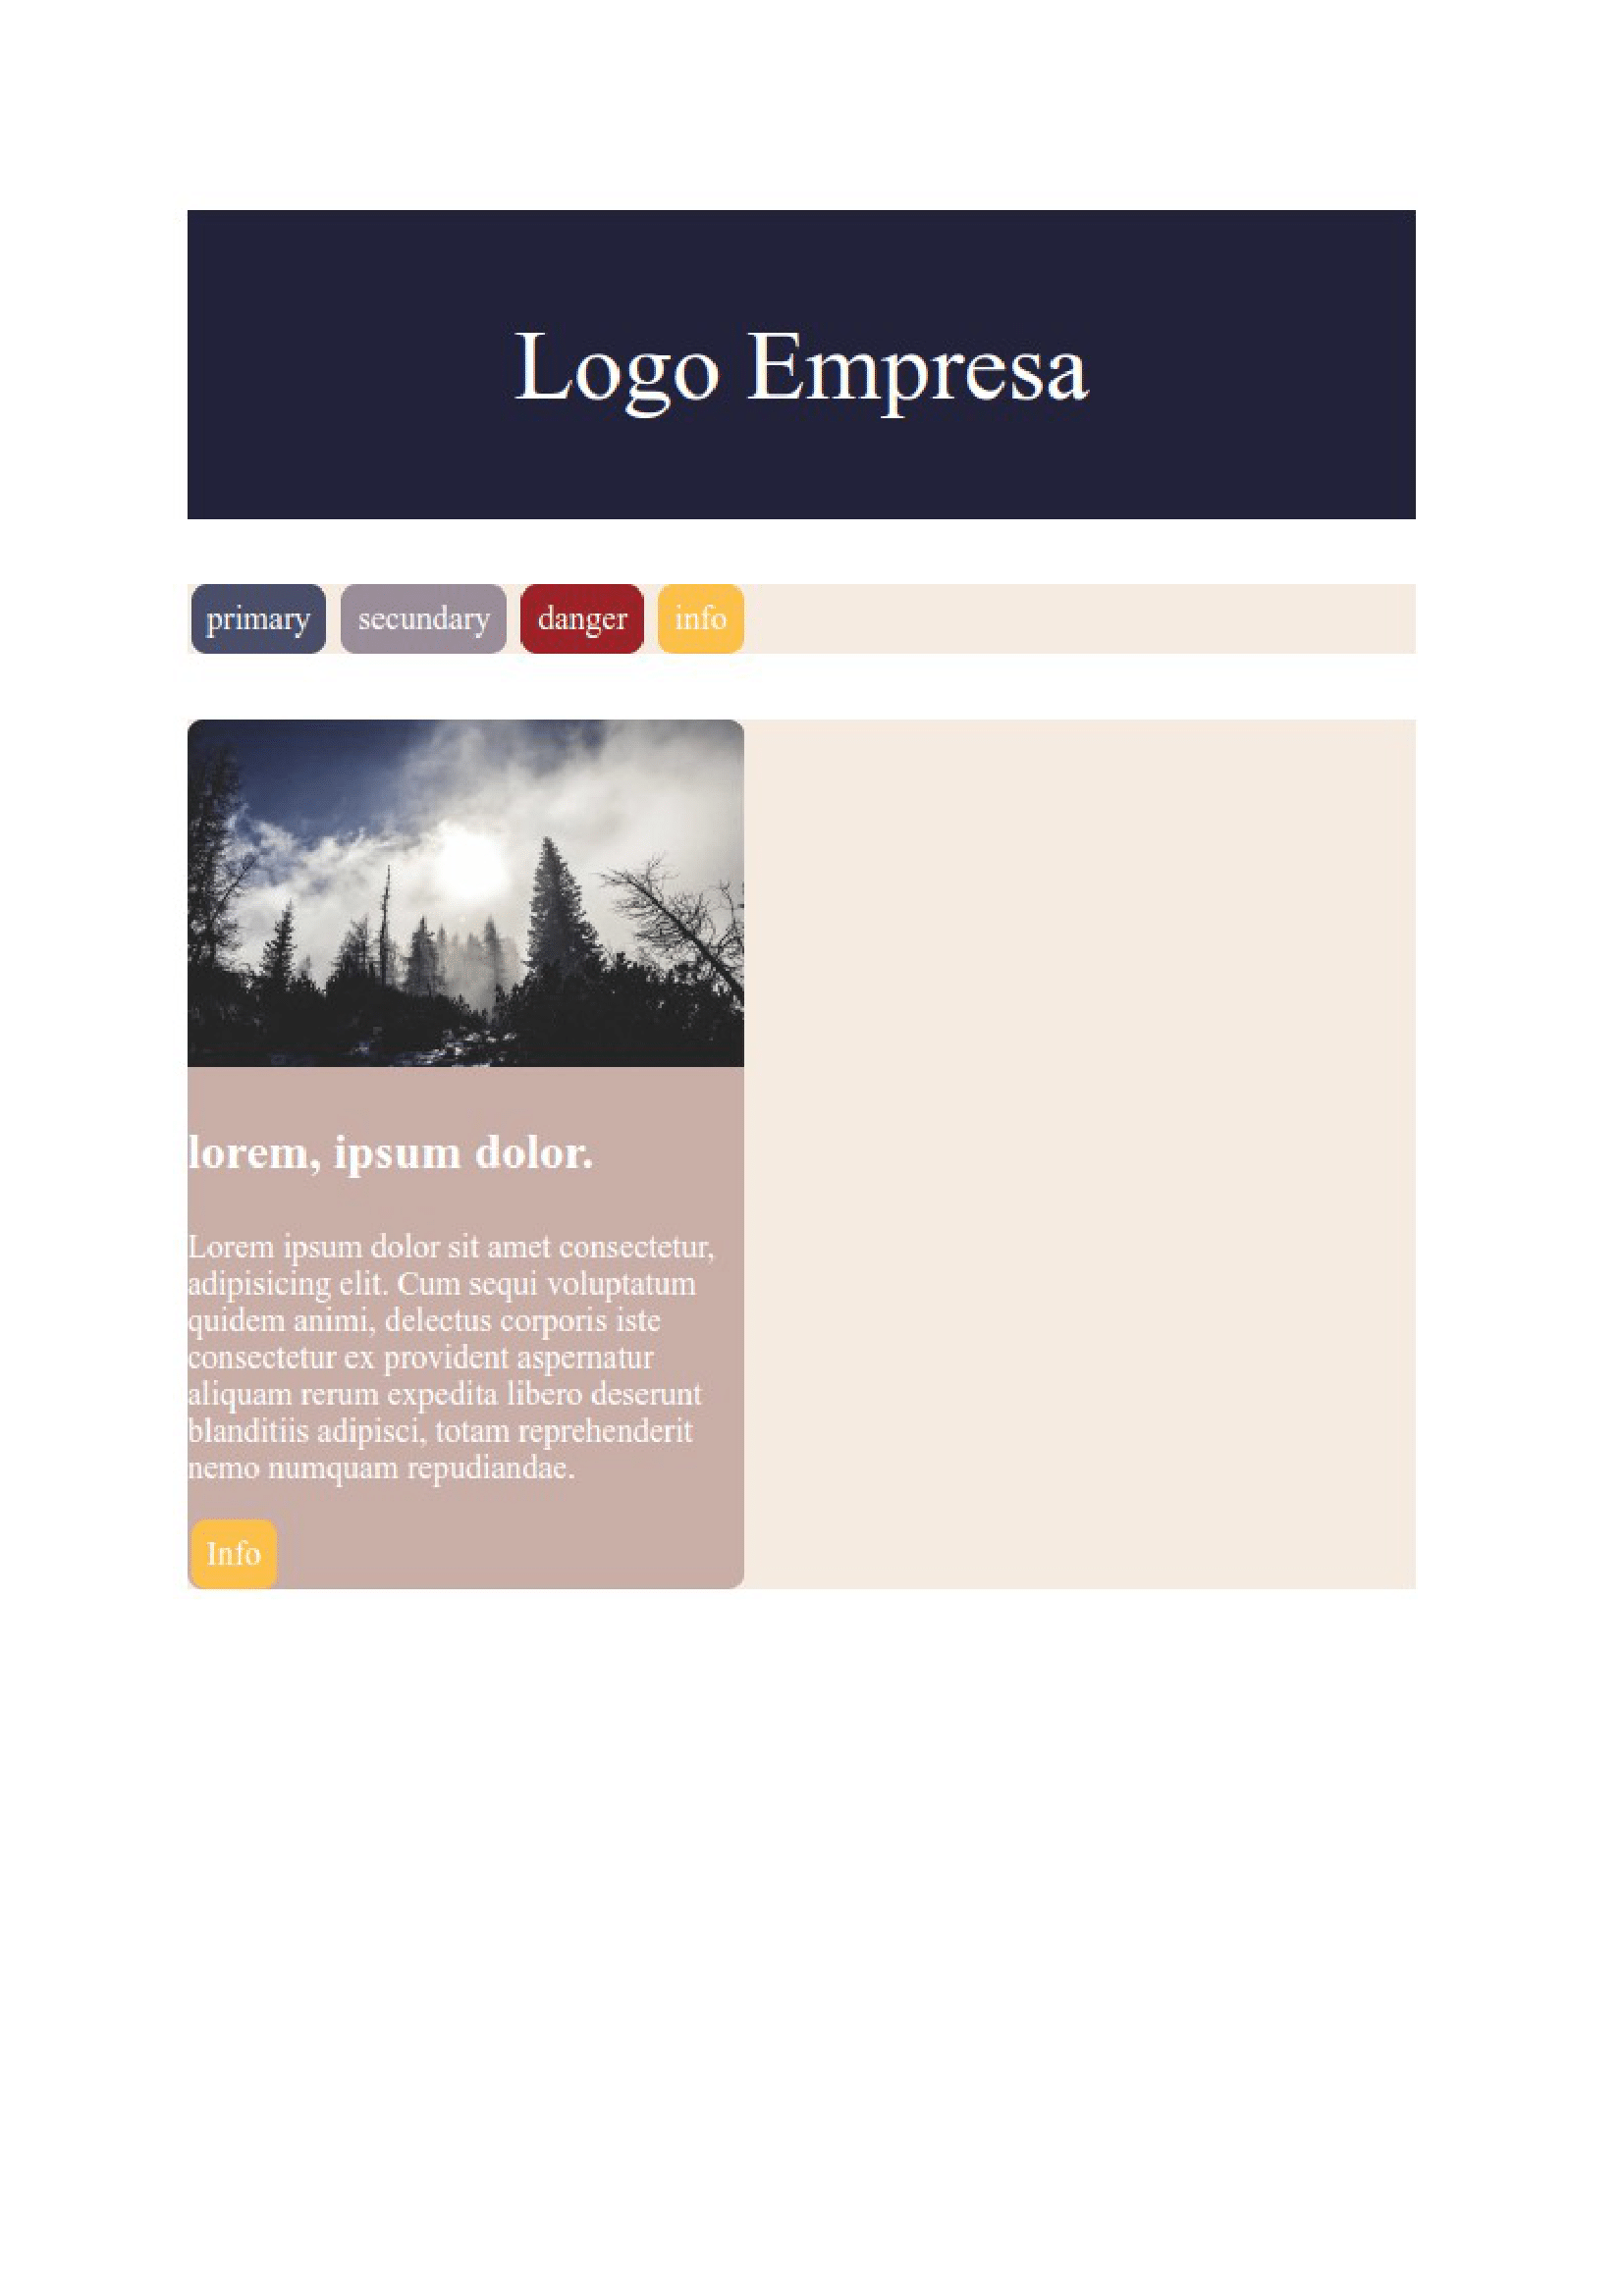 Logo Empresa
primary secundary danger info
lorem, ipsum dolor.
Lorem ipsum dolor sit amet consectetur,
adipisicing elit. Cum sequi voluptatum
quidem animi, delectus corporis iste
consectetur ex provident aspernatur
aliquam rerum expedita libero deserunt
blanditiis adipisci, totam reprehenderit
nemo numquam repudiandae.
Info